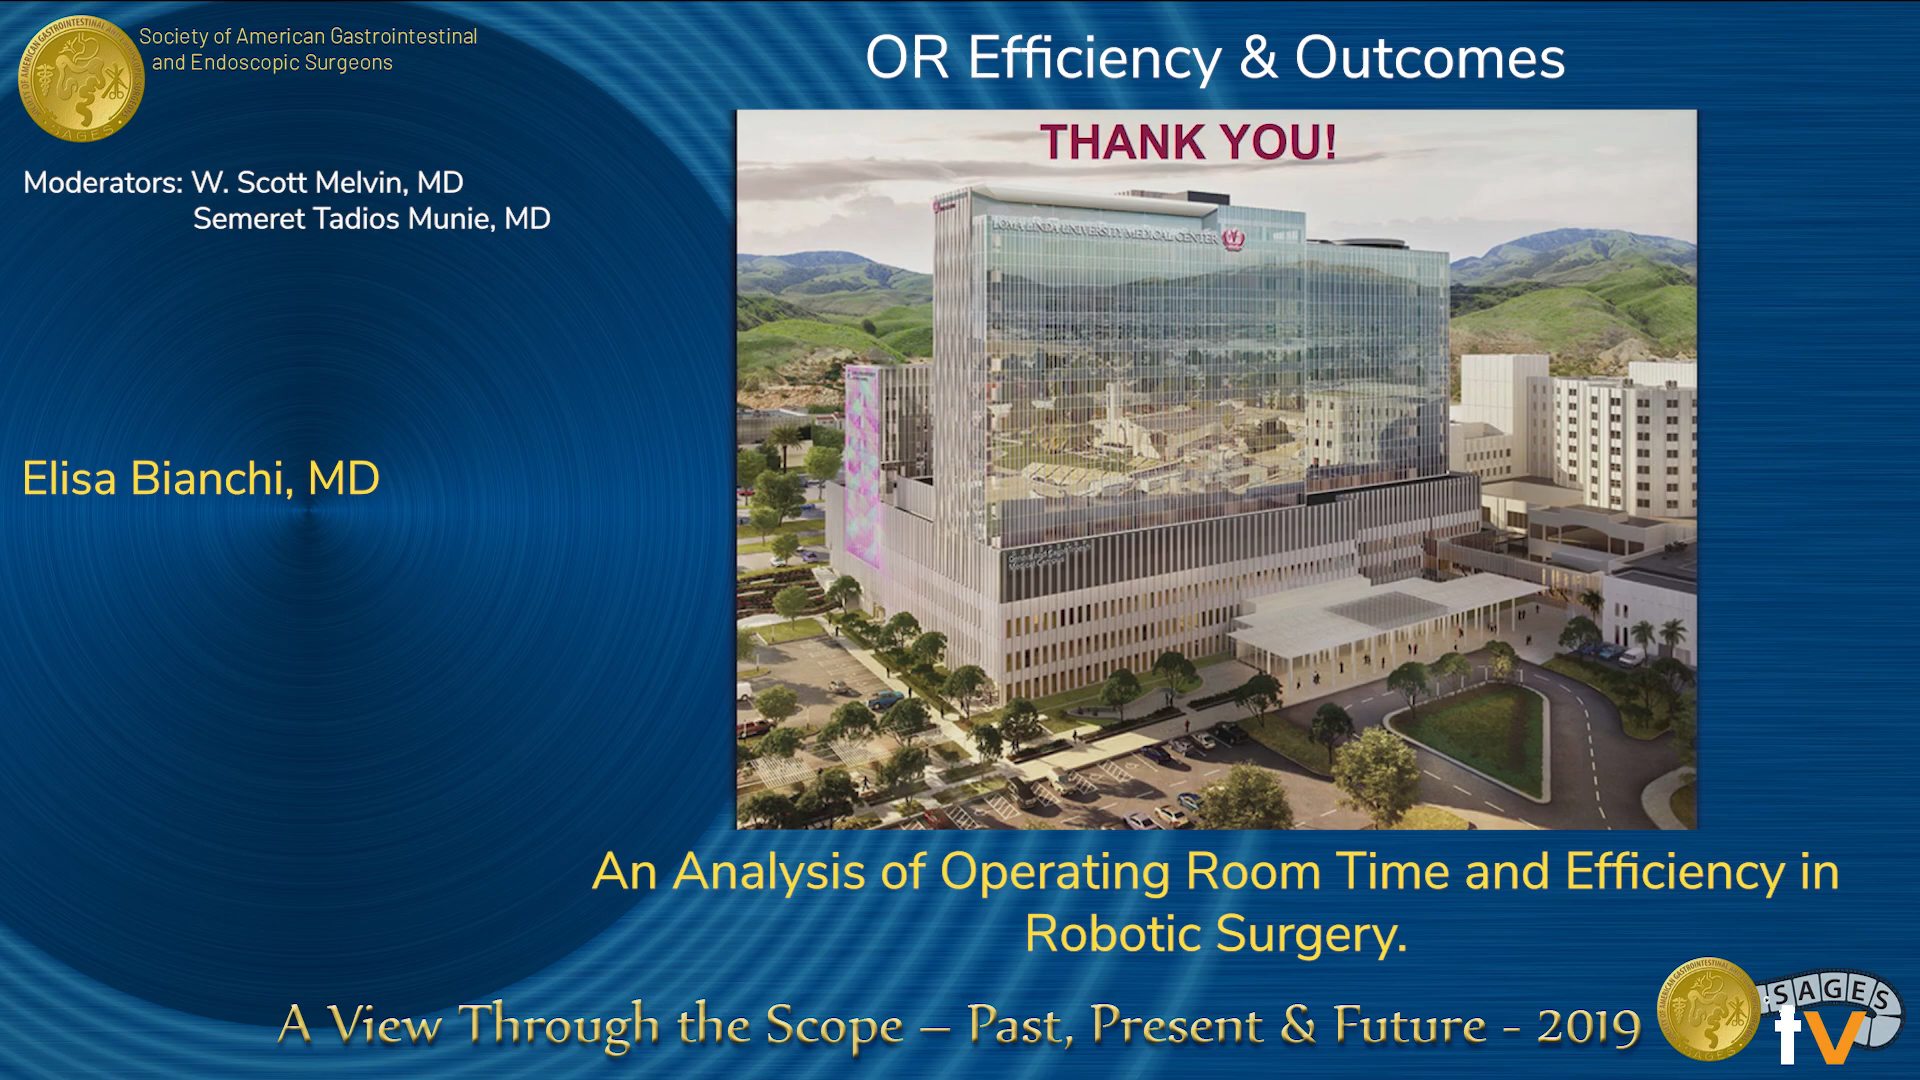 Society of American Gastrointestinal
and Endoscopic Surgeons
OR Efficiency & Outcomes
Moderators: W. Scott Melvin, MD
Semeret Tadios Munie, MD
THANK YOU!
LOMA LINDA UNIVERSITY MEDICAL CENTER
Elisa Bianchi, MD
An Analysis of Operating Room Time and Efficiency in
Robotic Surgery.
A View Through the Scope – Past, Present & Future - 2019
SAGES
SAGES
SAGES
tv